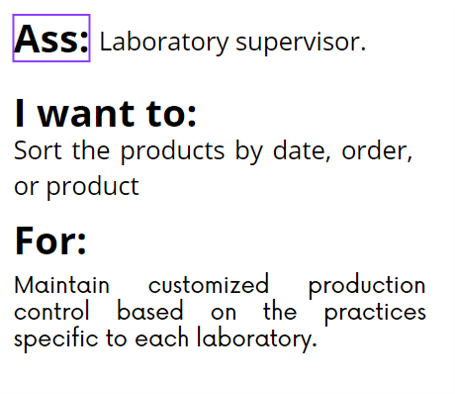 Ass: Laboratory supervisor.
I want to:
Sort the products by date, order,
or product
For:
Maintain customized production
control based on the practices
specific to each laboratory.